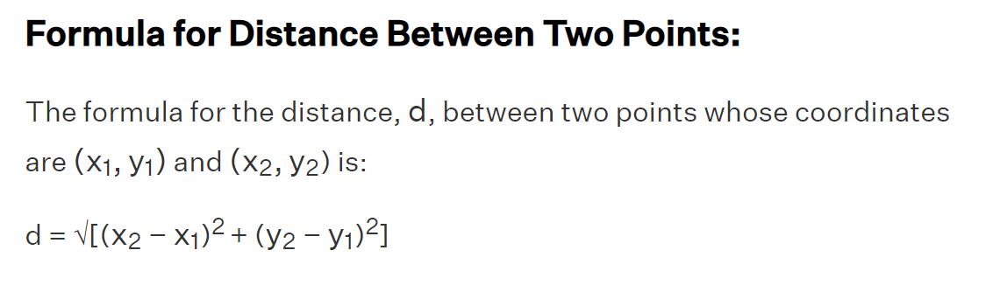 Formula for Distance Between Two Points:
The formula for the distance, d, between two points whose coordinates
are (x₁, y₁) and (x₂, y₂) is:
d = √[(x₂ − x₁)² + (y₂ − y₁)²]